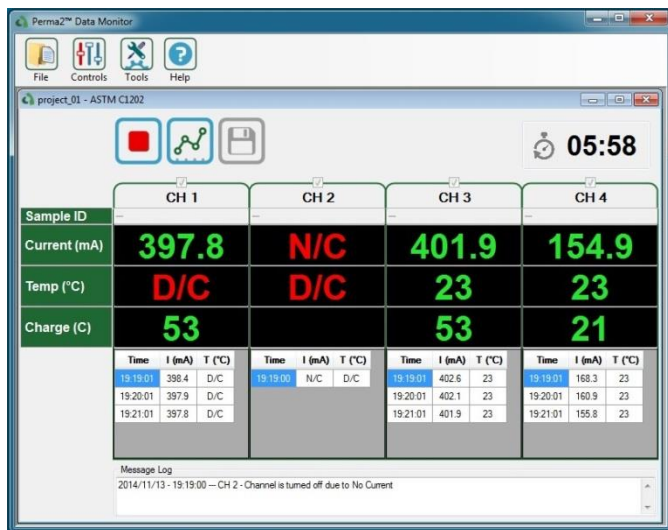 Perma2™ Data Monitor
File Controls Tools Help
project_01 - ASTM C1202
05:58
CH 1 CH 2 CH 3 CH 4
Sample ID -- -- -- --
Current (mA) 397.8 N/C 401.9 154.9
Temp (°C) D/C D/C 23 23
Charge (C) 53 53 21
Time I (mA) T (°C) Time I (mA) T (°C) Time I (mA) T (°C) Time I (mA) T (°C)
19:19:01 398.4 D/C 19:19:00 N/C D/C 19:19:01 402.6 23 19:19:01 168.3 23
19:20:01 397.9 D/C 19:20:01 402.1 23 19:20:01 160.9 23
19:21:01 397.8 D/C 19:21:01 401.9 23 19:21:01 155.8 23
Message Log
2014/11/13 - 19:19:00 --- CH 2 - Channel is turned off due to No Current